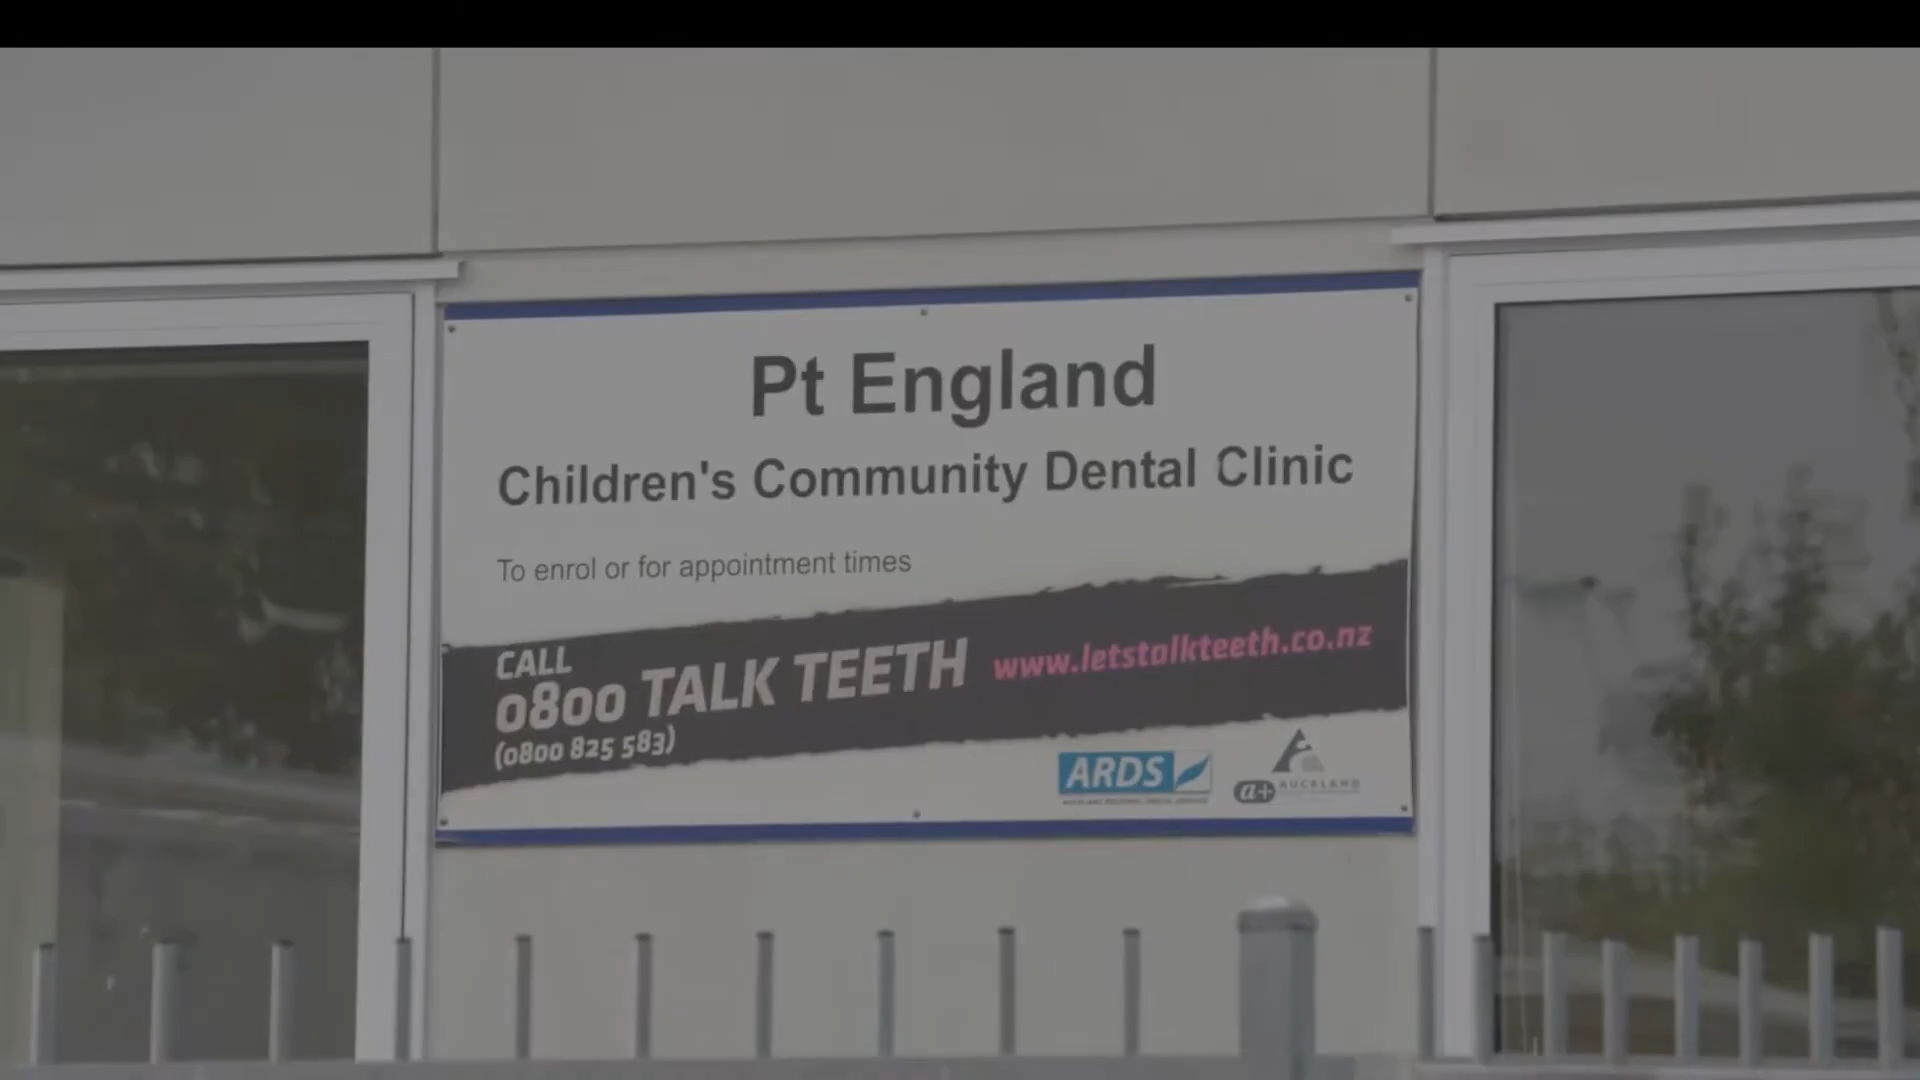 Pt England
Children's Community Dental Clinic
To enrol or for appointment times
CALL
0800 TALK TEETH
www.letstalkteeth.co.nz
(0800 825 583)
ARDS
a+
AUCKLAND